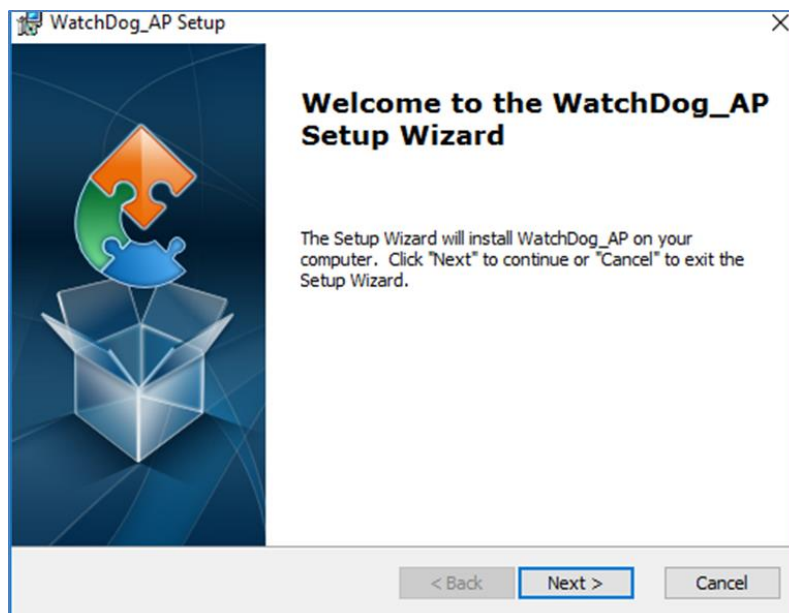 WatchDog_AP Setup
Welcome to the WatchDog_AP
Setup Wizard
The Setup Wizard will install WatchDog_AP on your
computer. Click "Next" to continue or "Cancel" to exit the
Setup Wizard.
< Back Next > Cancel